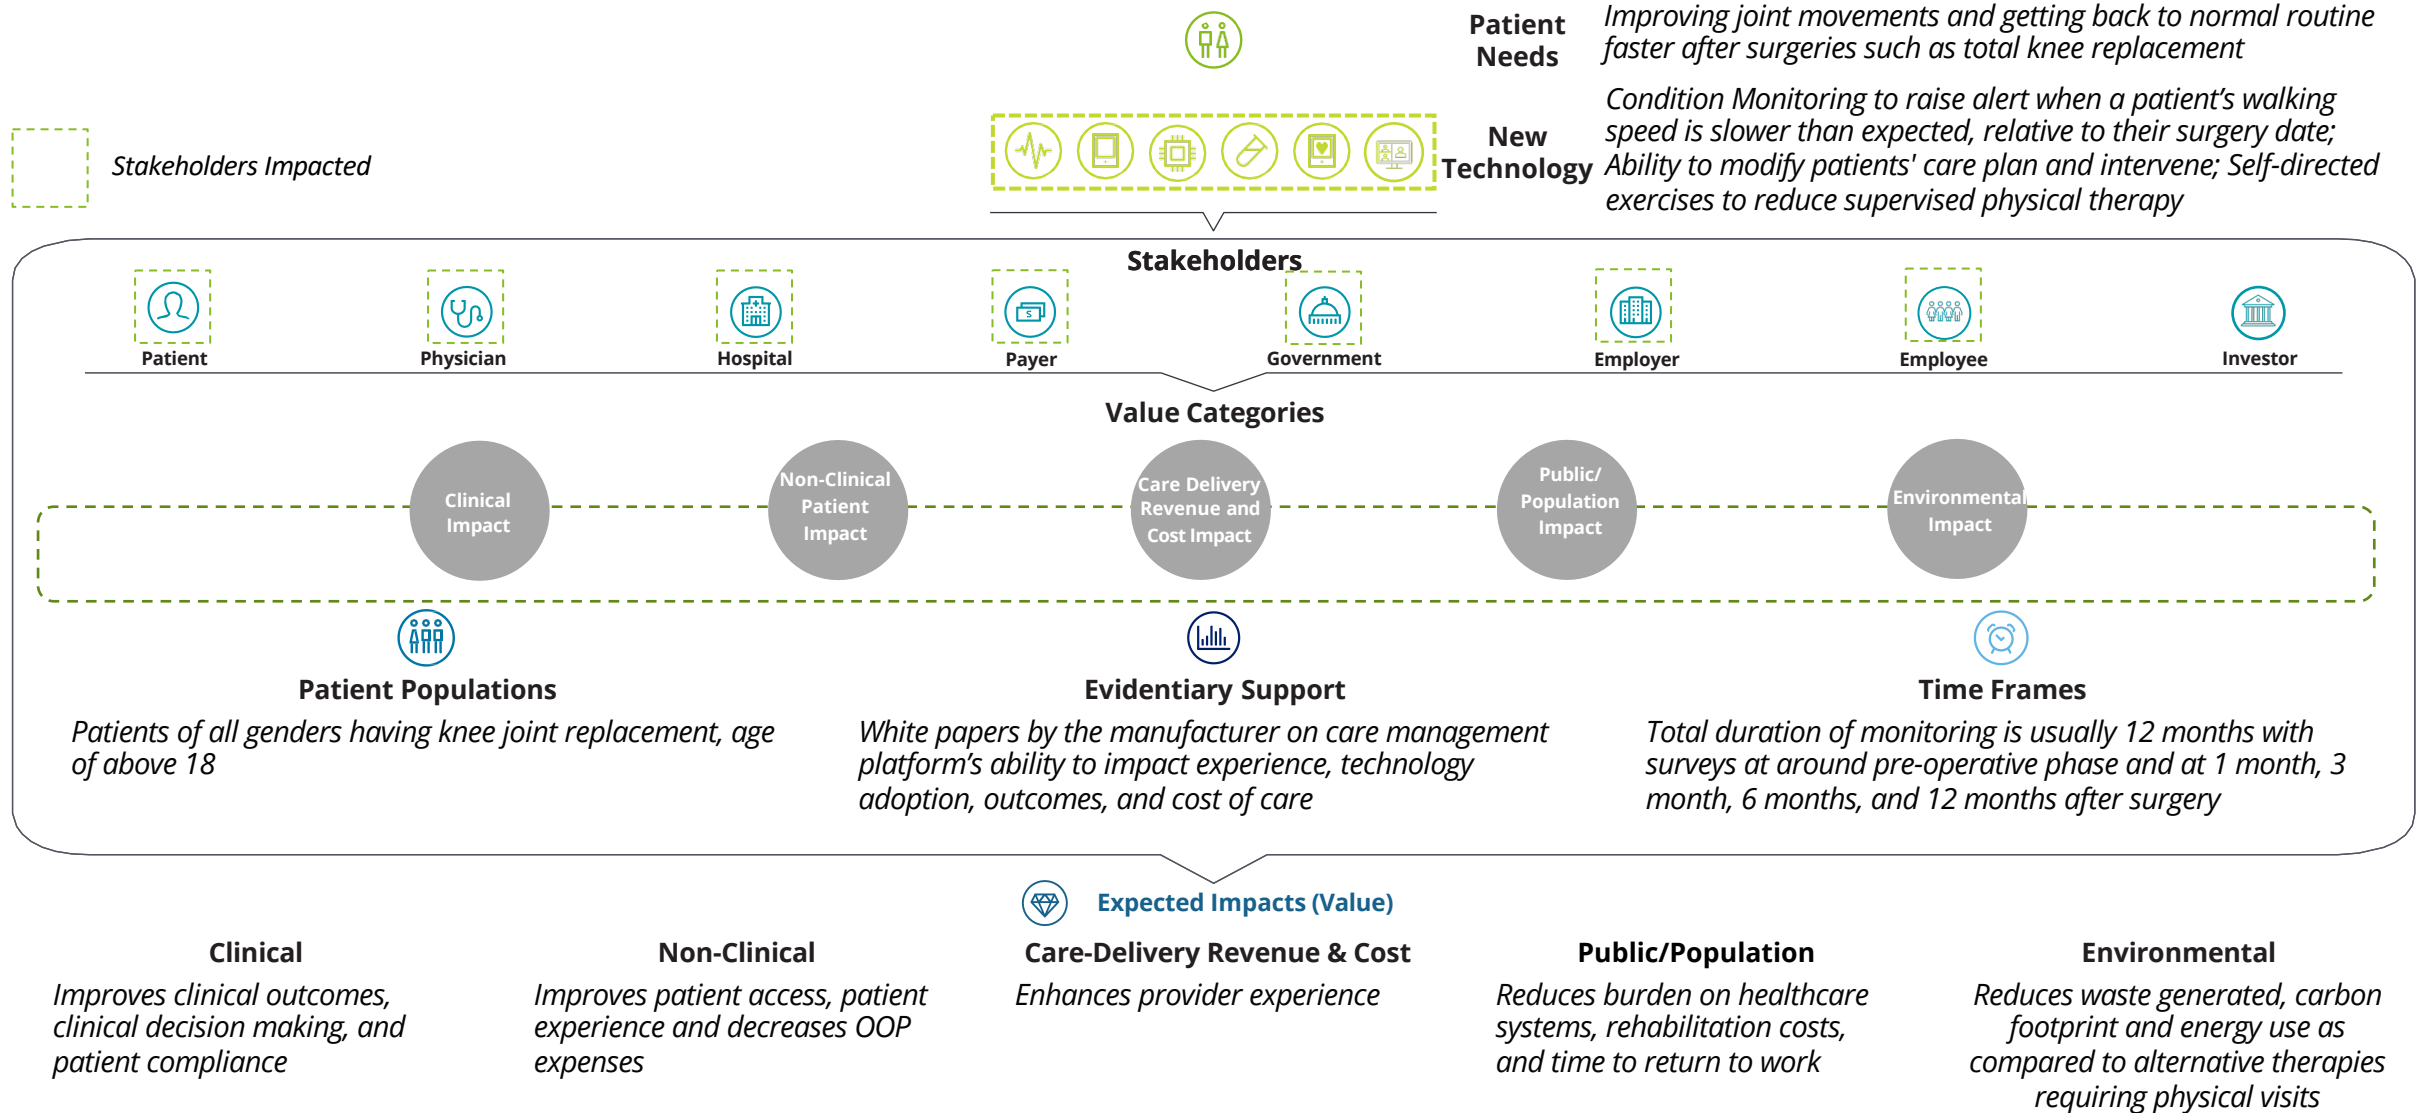 Patient
Needs
Improving joint movements and getting back to normal routine
faster after surgeries such as total knee replacement
Stakeholders Impacted
New
Technology
Condition Monitoring to raise alert when a patient's walking
speed is slower than expected, relative to their surgery date;
Ability to modify patients' care plan and intervene; Self-directed
exercises to reduce supervised physical therapy
Stakeholders
S
Patient
Physician
Hospital
Payer
Government
Employer
Employee
Investor
Value Categories
Clinical
Impact
Non-Clinical
Patient
Impact
Care Delivery
Revenue and
Cost Impact
Public/
Population
Impact
Environmental
Impact
Patient Populations
Patients of all genders having knee joint replacement, age
of above 18
Evidentiary Support
White papers by the manufacturer on care management
platform's ability to impact experience, technology
adoption, outcomes, and cost of care
Time Frames
Total duration of monitoring is usually 12 months with
surveys at around pre-operative phase and at 1 month, 3
month, 6 months, and 12 months after surgery
Expected Impacts (Value)
Clinical
Improves clinical outcomes,
clinical decision making, and
patient compliance
Non-Clinical
Improves patient access, patient
experience and decreases OOP
expenses
Care-Delivery Revenue & Cost
Enhances provider experience
Public/Population
Reduces burden on healthcare
systems, rehabilitation costs,
and time to return to work
Environmental
Reduces waste generated, carbon
footprint and energy use as
compared to alternative therapies
requiring physical visits